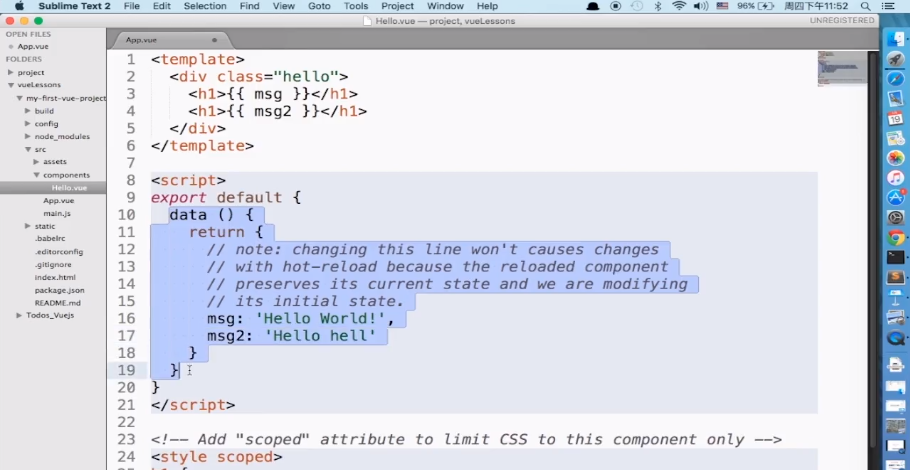 Sublime Text 2 File Edit Selection Find View Goto Tools Project Window Help 96% 周四下午11:52
Hello.vue — project, vueLessons UNREGISTERED
OPEN FILES
App.vue
FOLDERS
project
vueLessons
my-first-vue-project
build
config
node_modules
src
assets
components
Hello.vue
App.vue
main.js
static
.babelrc
.editorconfig
.gitignore
index.html
package.json
README.md
Todos_Vuejs
App.vue
1 <template>
2 <div class="hello">
3 <h1>{{ msg }}</h1>
4 <h1>{{ msg2 }}</h1>
5 </div>
6 </template>
7
8 <script>
9 export default {
10 data () {
11 return {
12 // note: changing this line won't causes changes
13 // with hot-reload because the reloaded component
14 // preserves its current state and we are modifying
15 // its initial state.
16 msg: 'Hello World!',
17 msg2: 'Hello hell'
18 }
19 }
20 }
21 </script>
22
23 <!-- Add "scoped" attribute to limit CSS to this component only -->
24 <style scoped>
19